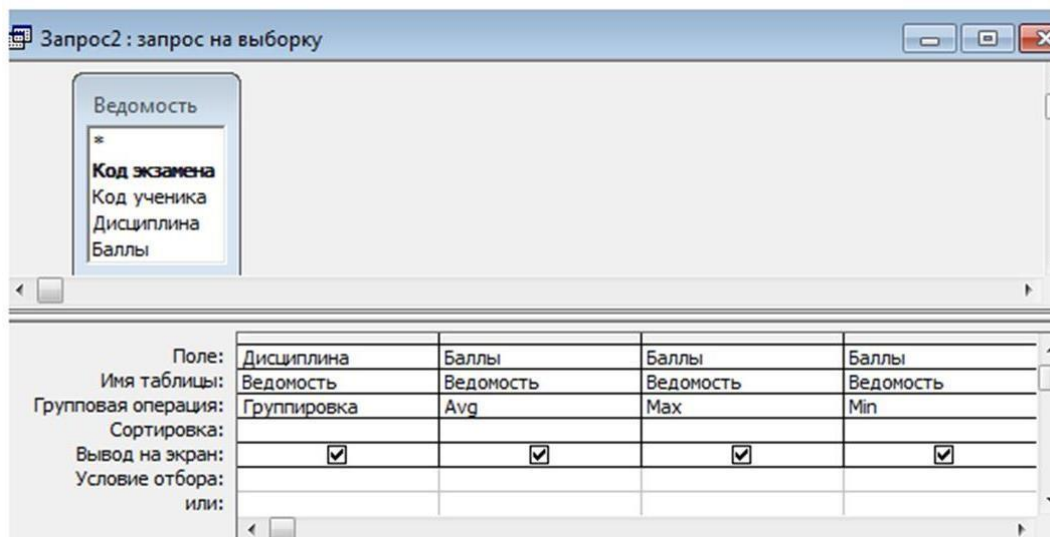 Запрос2 : запрос на выборку
Ведомость
*
Код экзамена
Код ученика
Дисциплина
Баллы
Поле: Дисциплина Баллы Баллы Баллы
Имя таблицы: Ведомость Ведомость Ведомость Ведомость
Групповая операция: Группировка Avg Max Min
Сортировка:
Вывод на экран:
Условие отбора:
или: